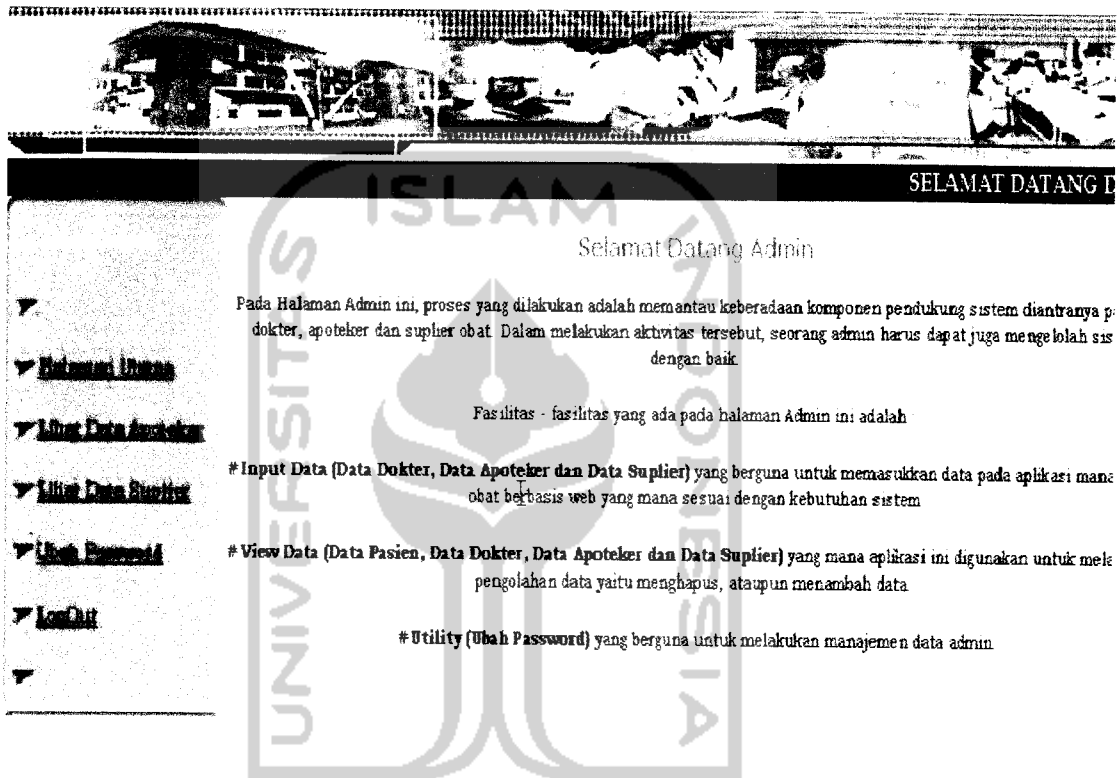 SELAMAT DATANG D
Selamat Datang Admin
Halaman Utama
Lihat Data Apoteker
Lihat Data Suplier
Ubah Password
LogOut
Pada Halaman Admin ini, proses yang dilakukan adalah memantau keberadaan komponen pendukung sistem diantranya p
dokter, apoteker dan suplier obat. Dalam melakukan aktivitas tersebut, seorang admin harus dapat juga mengelolah sis
dengan baik.
Fasilitas - fasilitas yang ada pada halaman Admin ini adalah
# Input Data (Data Dokter, Data Apoteker dan Data Suplier) yang berguna untuk memasukkan data pada aplikasi mana
obat berbasis web yang mana sesuai dengan kebutuhan sistem
# View Data (Data Pasien, Data Dokter, Data Apoteker dan Data Suplier) yang mana aplikasi ini digunakan untuk mela
pengolahan data yaitu menghapus, ataupun menambah data
# Utility (Ubah Password) yang berguna untuk melakukan manajemen data admin.
UNIVERSITAS
ISLAM
INDONESIA